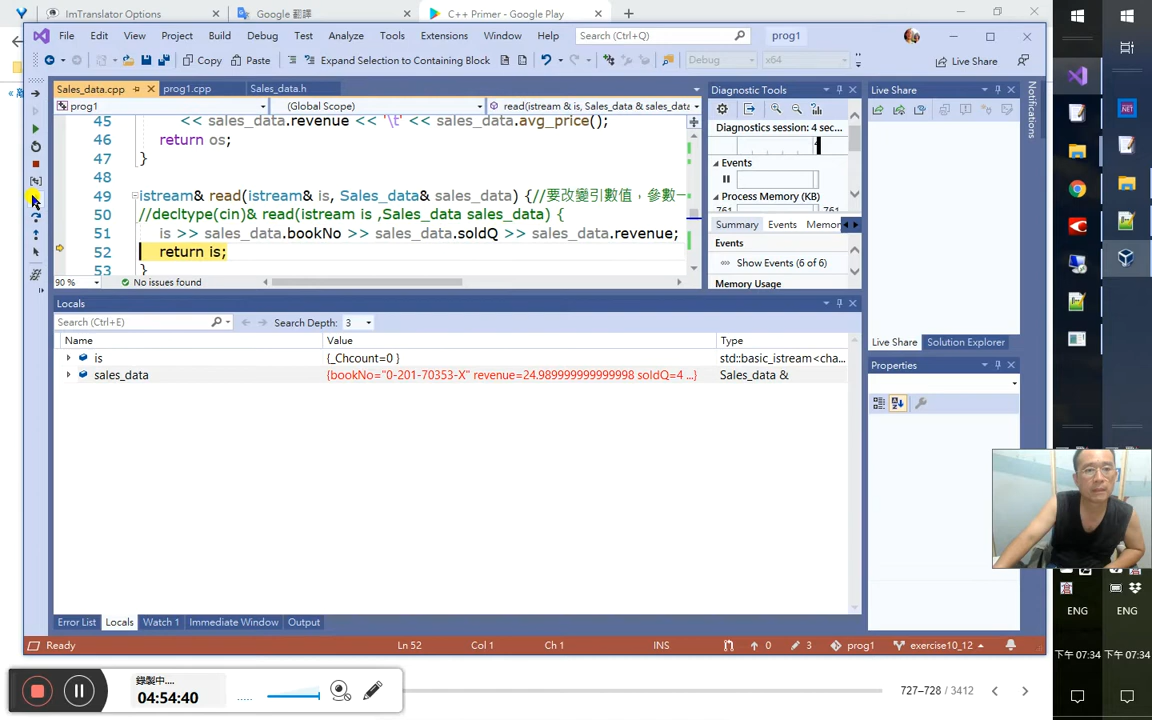 ImTranslator Options
Google 翻譯
C++ Primer - Google Play
File Edit View Project Build Debug Test Analyze Tools Extensions Window Help Search (Ctrl+Q) prog1
Copy Paste Expand Selection to Containing Block Debug x64 Live Share
Sales_data.cpp prog1.cpp Sales_data.h
prog1 (Global Scope) read(istream & is, Sales_data & sales_data
45 << sales_data.revenue << '\t' << sales_data.avg_price();
46 return os;
47 }
48
49 istream& read(istream& is, Sales_data& sales_data) {//要改變引數值，參數一
50 //decltype(cin)& read(istream is ,Sales_data sales_data) {
51 is >> sales_data.bookNo >> sales_data.soldQ >> sales_data.revenue;
52 return is;
53 }
90 % No issues found
Diagnostic Tools
Diagnostics session: 4 sec...
4
Events
Process Memory (KB)
761 761
Summary Events Memor
Events
Show Events (6 of 6)
Memory Usage
Live Share
Live Share Solution Explorer
Properties
Notifications
Locals
Search (Ctrl+E) Search Depth: 3
Name Value Type
is {_Chcount=0 } std::basic_istream<cha...
sales_data {bookNo="0-201-70353-X" revenue=24.989999999999998 soldQ=4 ...} Sales_data &
Error List Locals Watch 1 Immediate Window Output
Ready Ln 52 Col 1 Ch 1 INS 0 3 prog1 exercise10_12
錄製中...
04:54:40
727–728 / 3412
.NET
ENG ENG
下午 07:34 下午 07:34